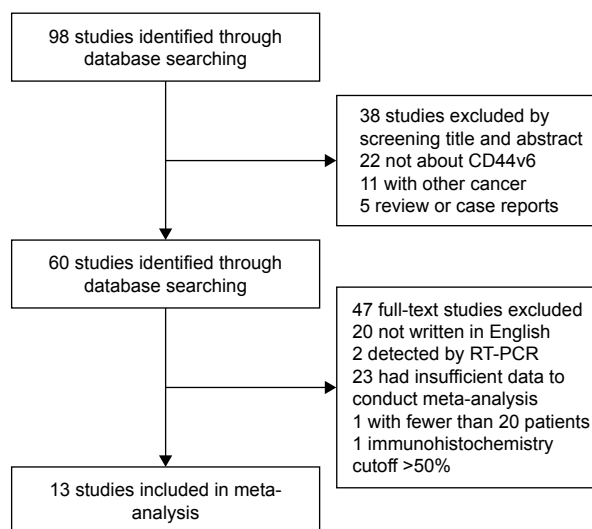 98 studies identified through
database searching
38 studies excluded by
screening title and abstract
22 not about CD44v6
11 with other cancer
5 review or case reports
60 studies identified through
database searching
47 full-text studies excluded
20 not written in English
2 detected by RT-PCR
23 had insufficient data to
conduct meta-analysis
1 with fewer than 20 patients
1 immunohistochemistry
cutoff >50%
13 studies included in meta-
analysis